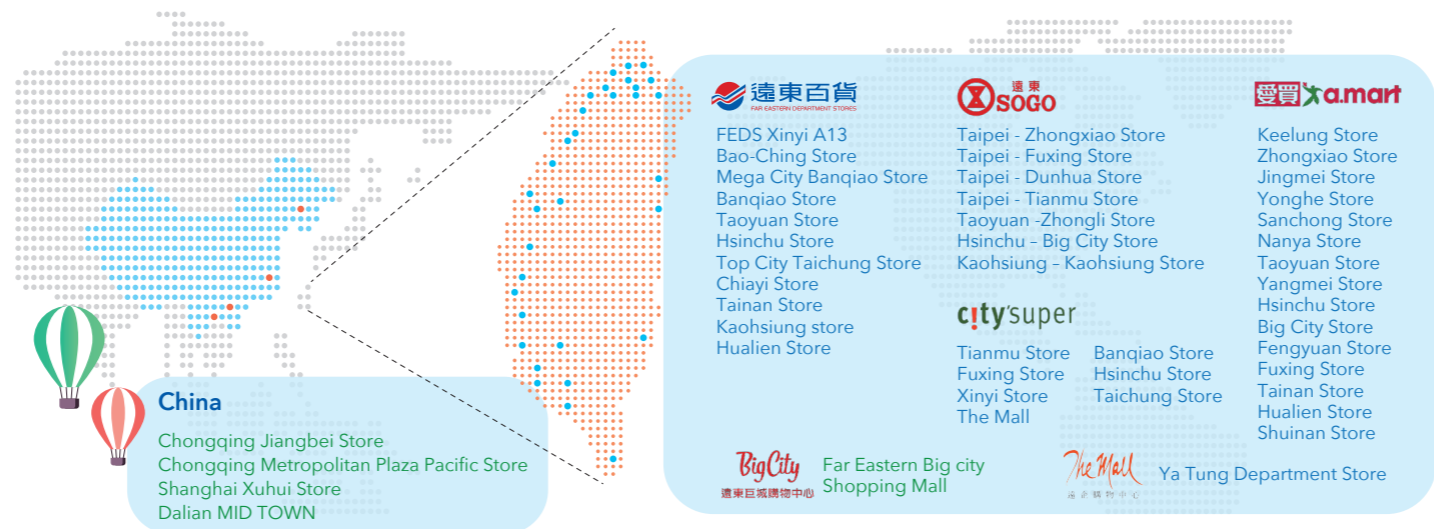 China
Chongqing Jiangbei Store
Chongqing Metropolitan Plaza Pacific Store
Shanghai Xuhui Store
Dalian MID TOWN
遠東百貨
FAR EASTERN DEPARTMENT STORES
FEDS Xinyi A13
Bao-Ching Store
Mega City Banqiao Store
Banqiao Store
Taoyuan Store
Hsinchu Store
Top City Taichung Store
Chiayi Store
Tainan Store
Kaohsiung store
Hualien Store
遠東
SOGO
Taipei - Zhongxiao Store
Taipei - Fuxing Store
Taipei - Dunhua Store
Taipei - Tianmu Store
Taoyuan -Zhongli Store
Hsinchu – Big City Store
Kaohsiung – Kaohsiung Store
c!ty'super
Tianmu Store
Fuxing Store
Xinyi Store
The Mall
Banqiao Store
Hsinchu Store
Taichung Store
愛買 a.mart
Keelung Store
Zhongxiao Store
Jingmei Store
Yonghe Store
Sanchong Store
Nanya Store
Taoyuan Store
Yangmei Store
Hsinchu Store
Big City Store
Fengyuan Store
Fuxing Store
Tainan Store
Hualien Store
Shuinan Store
Big City
遠東巨城購物中心
Far Eastern Big city
Shopping Mall
The Mall
遠企購物中心
Ya Tung Department Store